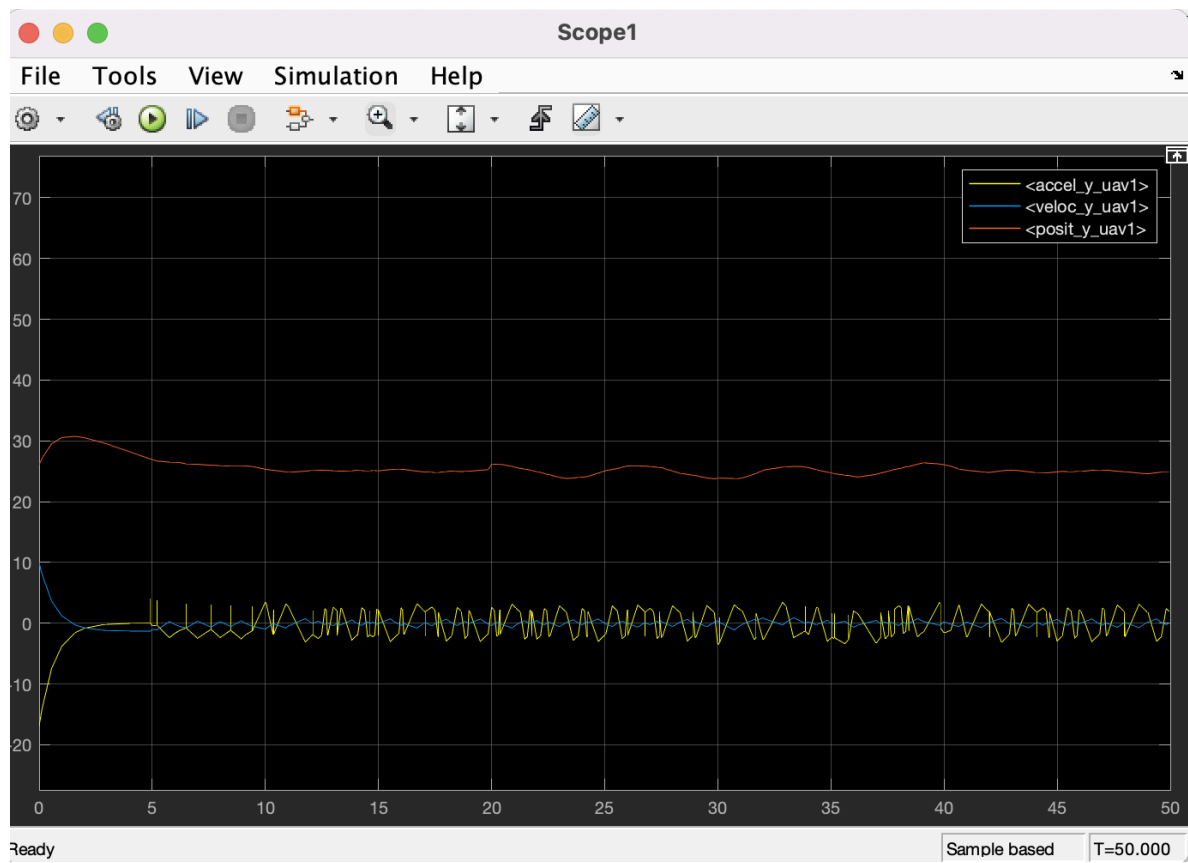 Scope1
File Tools View Simulation Help
<accel_y_uav1>
<veloc_y_uav1>
<posit_y_uav1>
70
60
50
40
30
20
10
0
-10
-20
0 5 10 15 20 25 30 35 40 45 50
Ready Sample based T=50.000